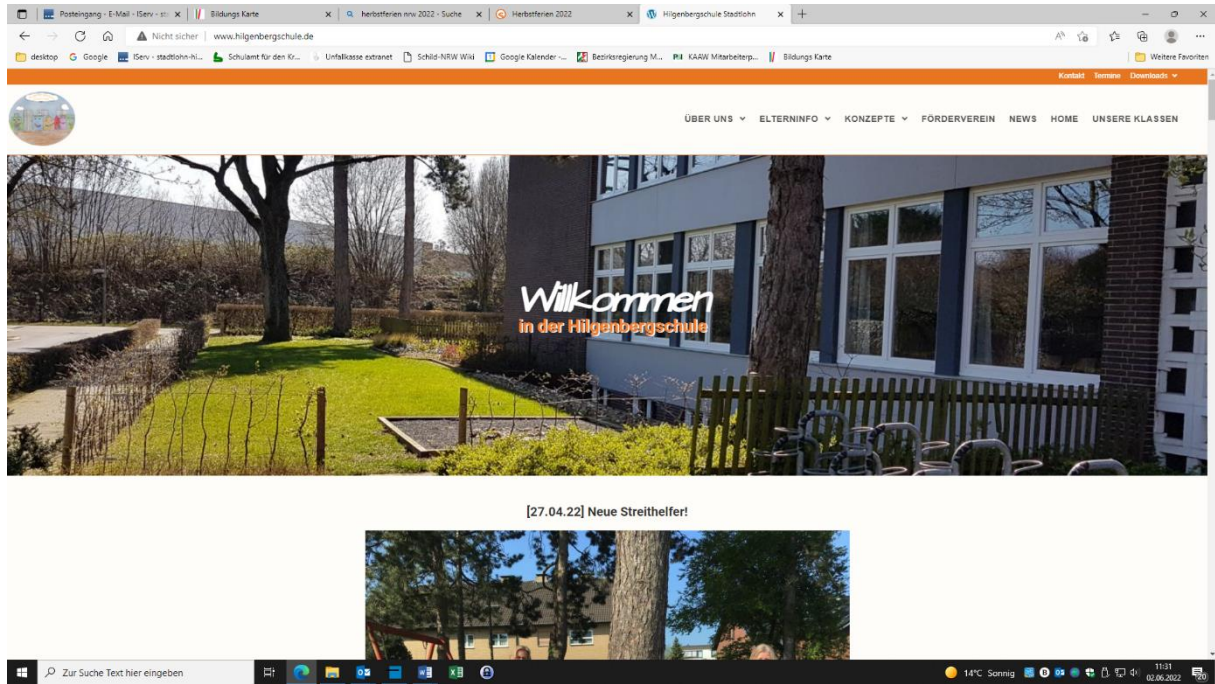 Posteingang - E-Mail - IServ - st
Bildungs Karte
herbstferien nrw 2022 - Suche
Herbstferien 2022
Hilgenbergschule Stadtlohn
Nicht sicher | www.hilgenbergschule.de
desktop
Google
IServ - stadtlohn-hi...
Schulamt für den Kr...
Unfallkasse extranet
Schild-NRW Wiki
Google Kalender -...
Bezirksregierung M...
KAAW Mitarbeiterp...
Bildungs Karte
Weitere Favoriten
Kontakt Termine Downloads
ÜBER UNS ELTERNINFO KONZEPTE FÖRDERVEREIN NEWS HOME UNSERE KLASSEN
Willkommen
in der Hilgenbergschule
[27.04.22] Neue Streithelfer!
Zur Suche Text hier eingeben
14°C Sonnig
11:31
02.06.2022
20